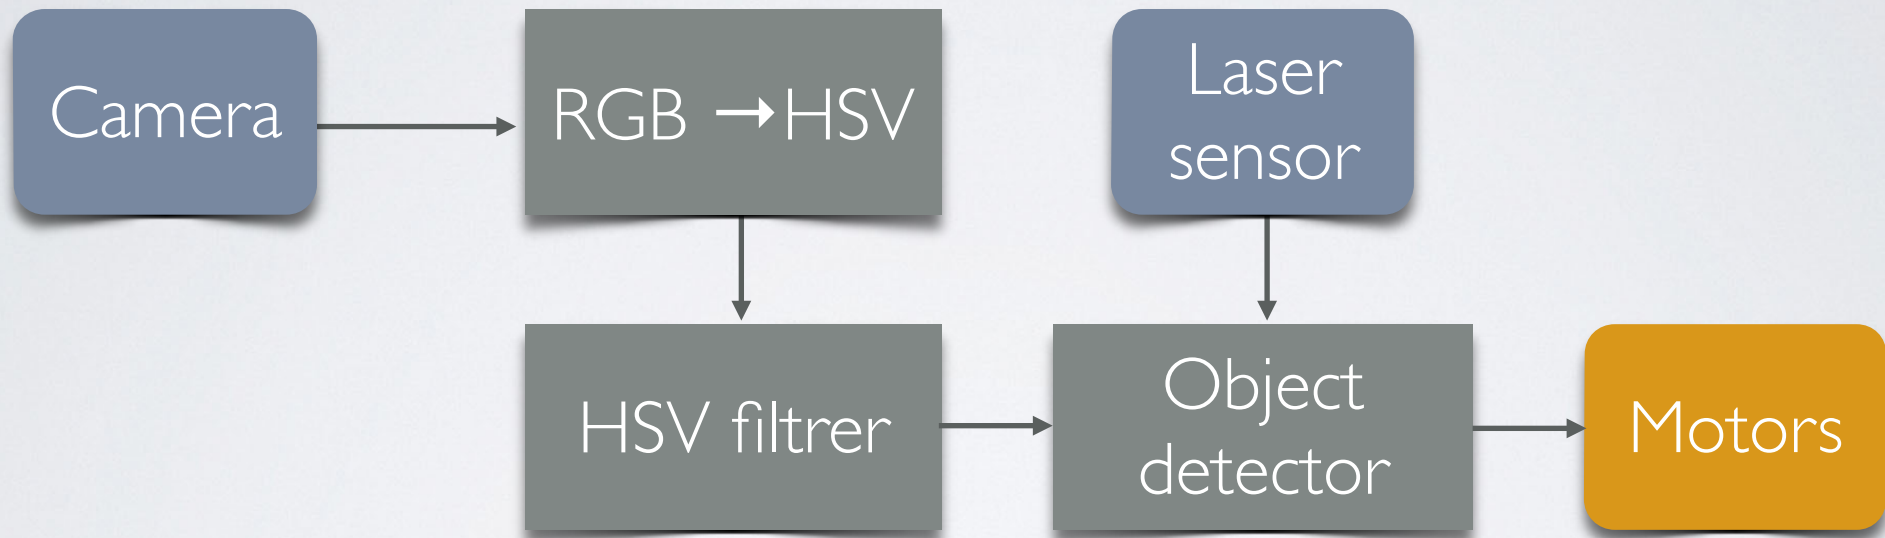 Camera
RGB → HSV
Laser
sensor
HSV filtrer
Object
detector
Motors